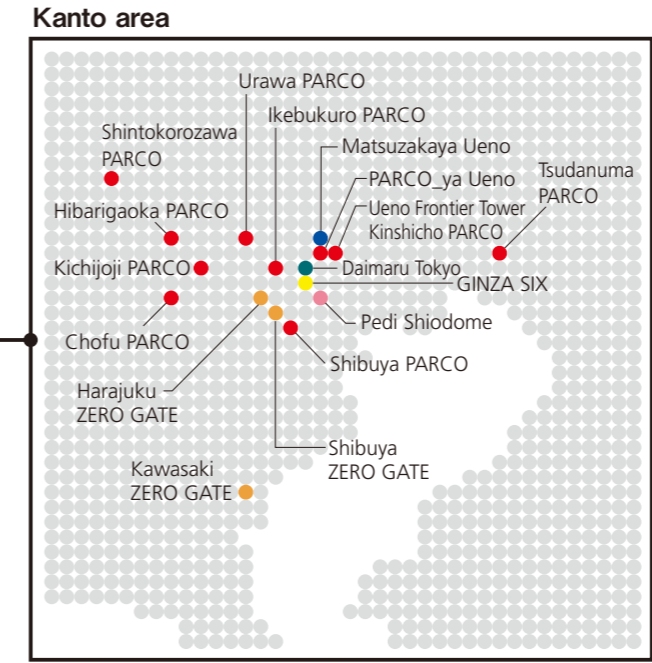 Kanto area
Urawa PARCO
Ikebukuro PARCO
Shintokorozawa
PARCO
Matsuzakaya Ueno
PARCO_ya Ueno
Tsudanuma
PARCO
Hibarigaoka PARCO
Ueno Frontier Tower
Kinshicho PARCO
Kichijoji PARCO
Daimaru Tokyo
GINZA SIX
Pedi Shiodome
Chofu PARCO
Shibuya PARCO
Harajuku
ZERO GATE
Shibuya
ZERO GATE
Kawasaki
ZERO GATE